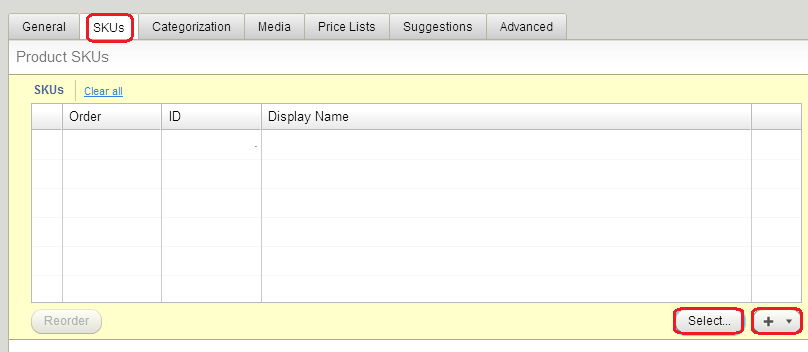 General SKUs Categorization Media Price Lists Suggestions Advanced
Product SKUs
SKUs Clear all
Order ID Display Name
Reorder Select... +